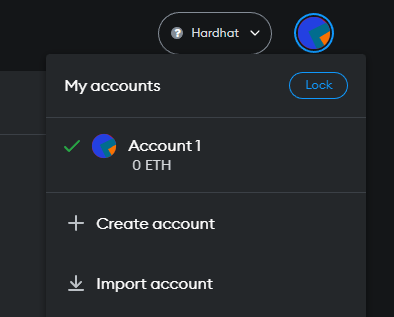 Hardhat
My accounts
Lock
Account 1
0 ETH
Create account
Import account